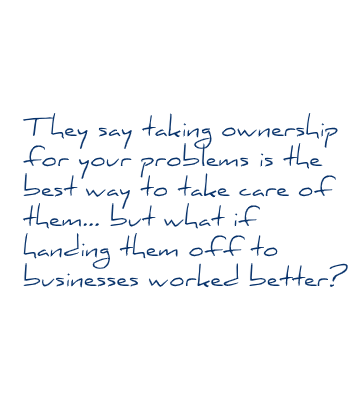 They say taking ownership
for your problems is the
best way to take care of
them... but what if
handing them off to
businesses worked better?